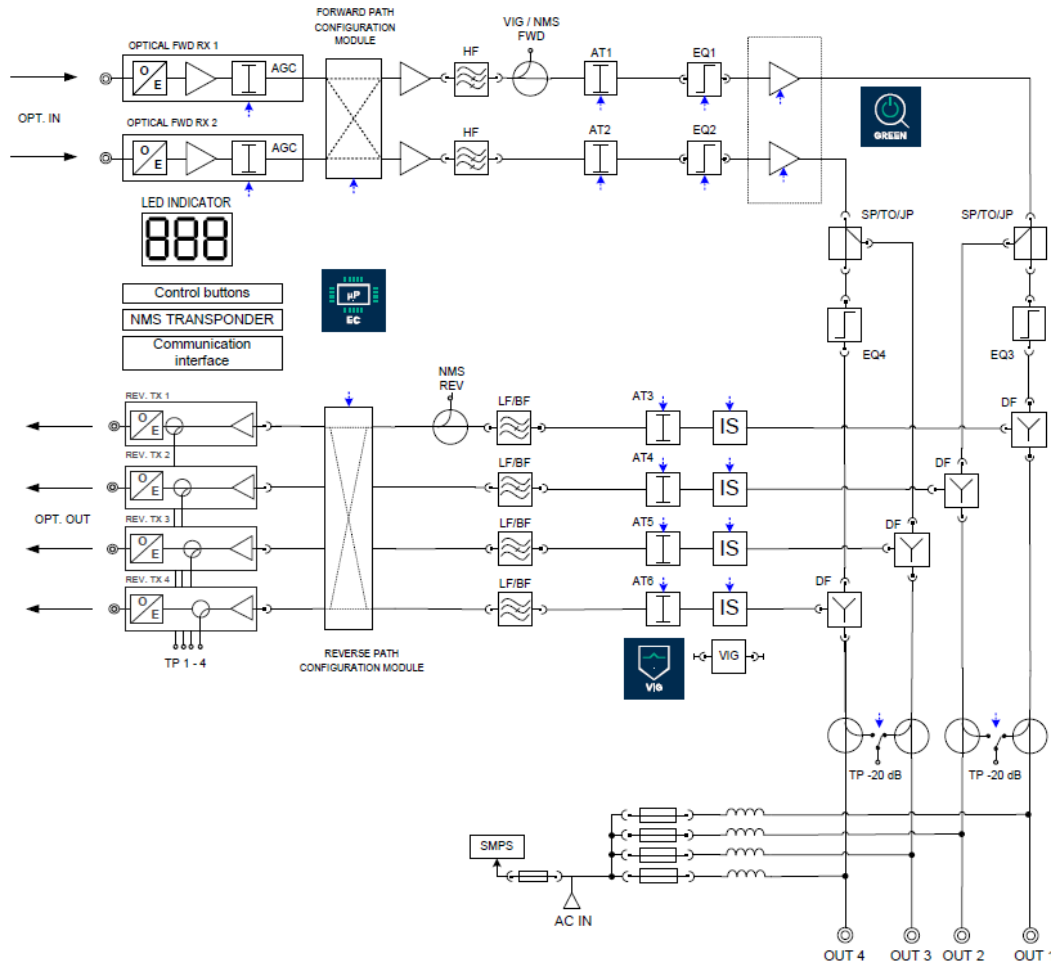 FORWARD PATH
CONFIGURATION
MODULE
VIG / NMS
FWD
OPTICAL FWD RX 1
O
E
AGC
HF
AT1
EQ1
OPT. IN
OPTICAL FWD RX 2
O
E
AGC
HF
AT2
EQ2
GREEN
LED INDICATOR
888
SP/TO/JP
SP/TO/JP
Control buttons
NMS TRANSPONDER
Communication
interface
µP
EC
EQ4
EQ3
NMS
REV
REV. TX 1
O
E
LF/BF
AT3
IS
DF
REV. TX 2
O
E
LF/BF
AT4
IS
DF
OPT. OUT
REV. TX 3
O
E
LF/BF
AT5
IS
DF
REV. TX 4
O
E
LF/BF
AT6
IS
DF
TP 1 - 4
REVERSE PATH
CONFIGURATION MODULE
VIG
VIG
TP -20 dB
TP -20 dB
SMPS
AC IN
OUT 4
OUT 3
OUT 2
OUT 1